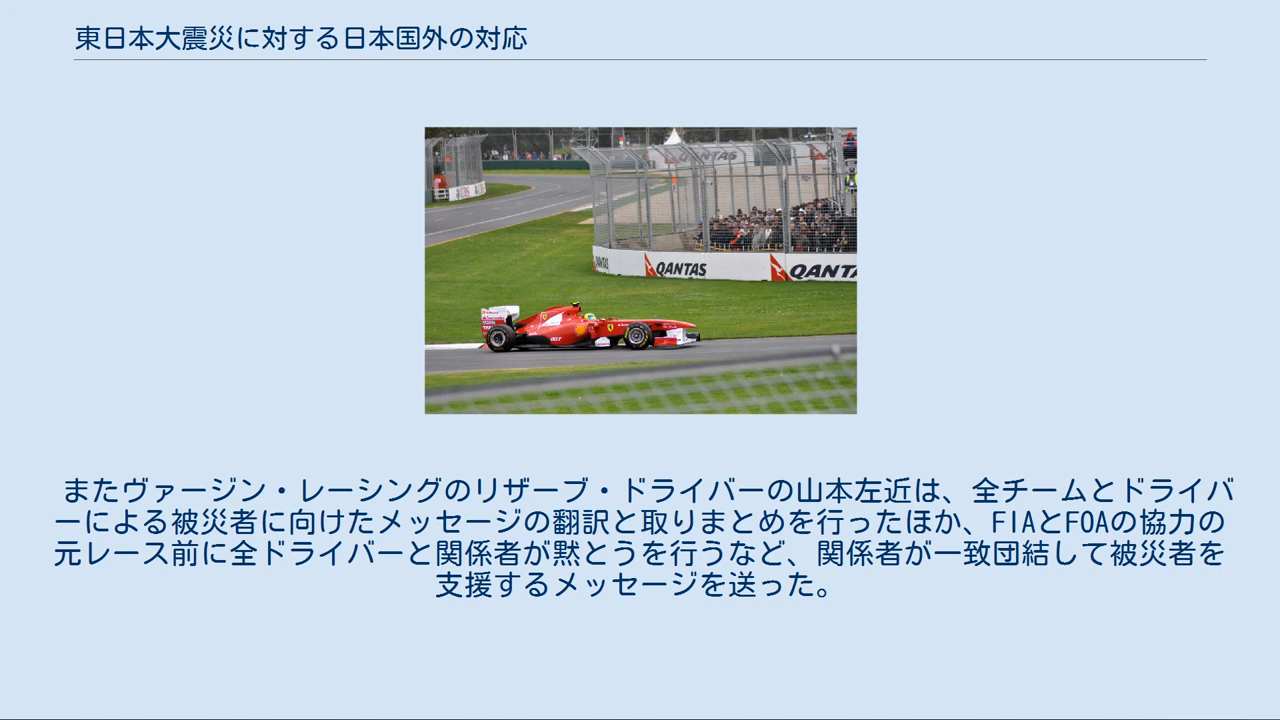 東日本大震災に対する日本国外の対応
QANTAS
QANTAS
QANTA
またヴァージン・レーシングのリザーブ・ドライバーの山本左近は、全チームとドライバ
ーによる被災者に向けたメッセージの翻訳と取りまとめを行ったほか、FIAとFOAの協力の
元レース前に全ドライバーと関係者が黙とうを行うなど、関係者が一致団結して被災者を
支援するメッセージを送った。